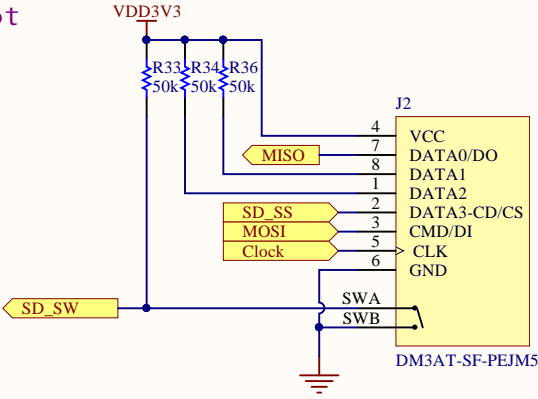 VDD3V3
R33 R34 R36
50k 50k 50k
J2
4 VCC
7 DATA0/DO
8 DATA1
1 DATA2
2 DATA3-CD/CS
3 CMD/DI
5 CLK
6 GND
MISO
SD_SS
MOSI
Clock
SD_SW
SWA
SWB
DM3AT-SF-PEJM5